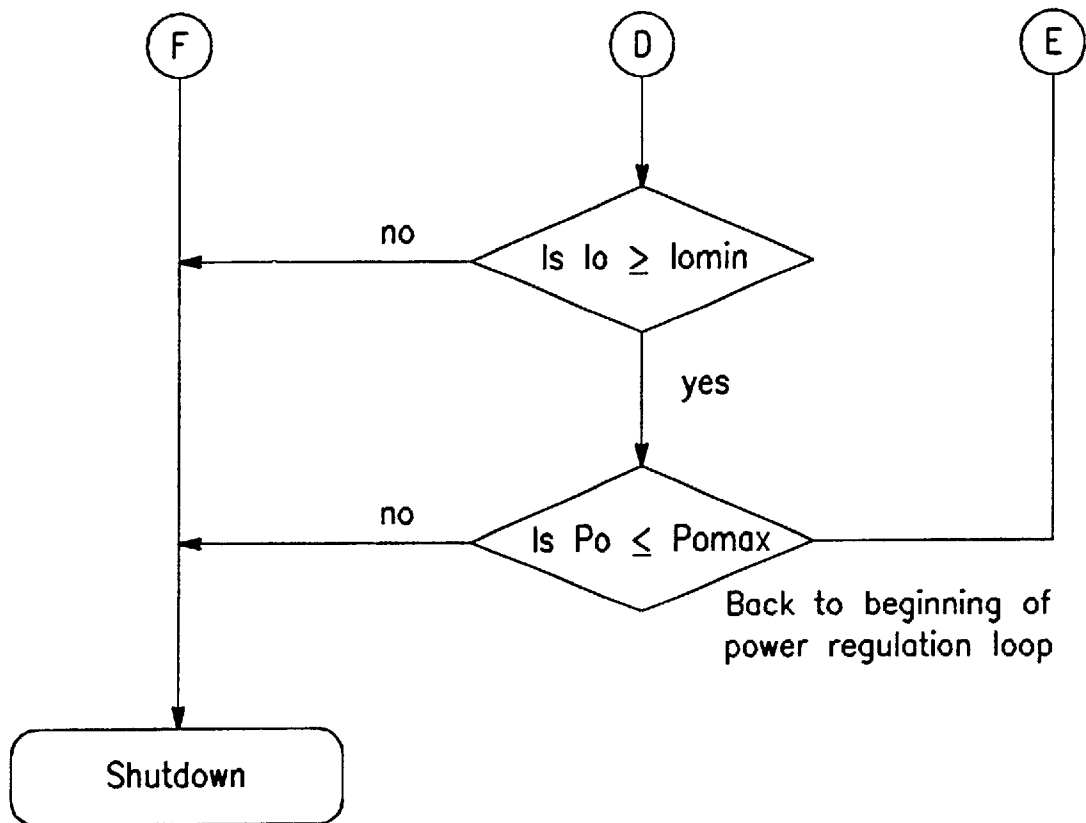 F
D
E
no
Is Io ≥ Iomin
yes
no
Is Po ≤ Pomax
Back to beginning of
power regulation loop
Shutdown